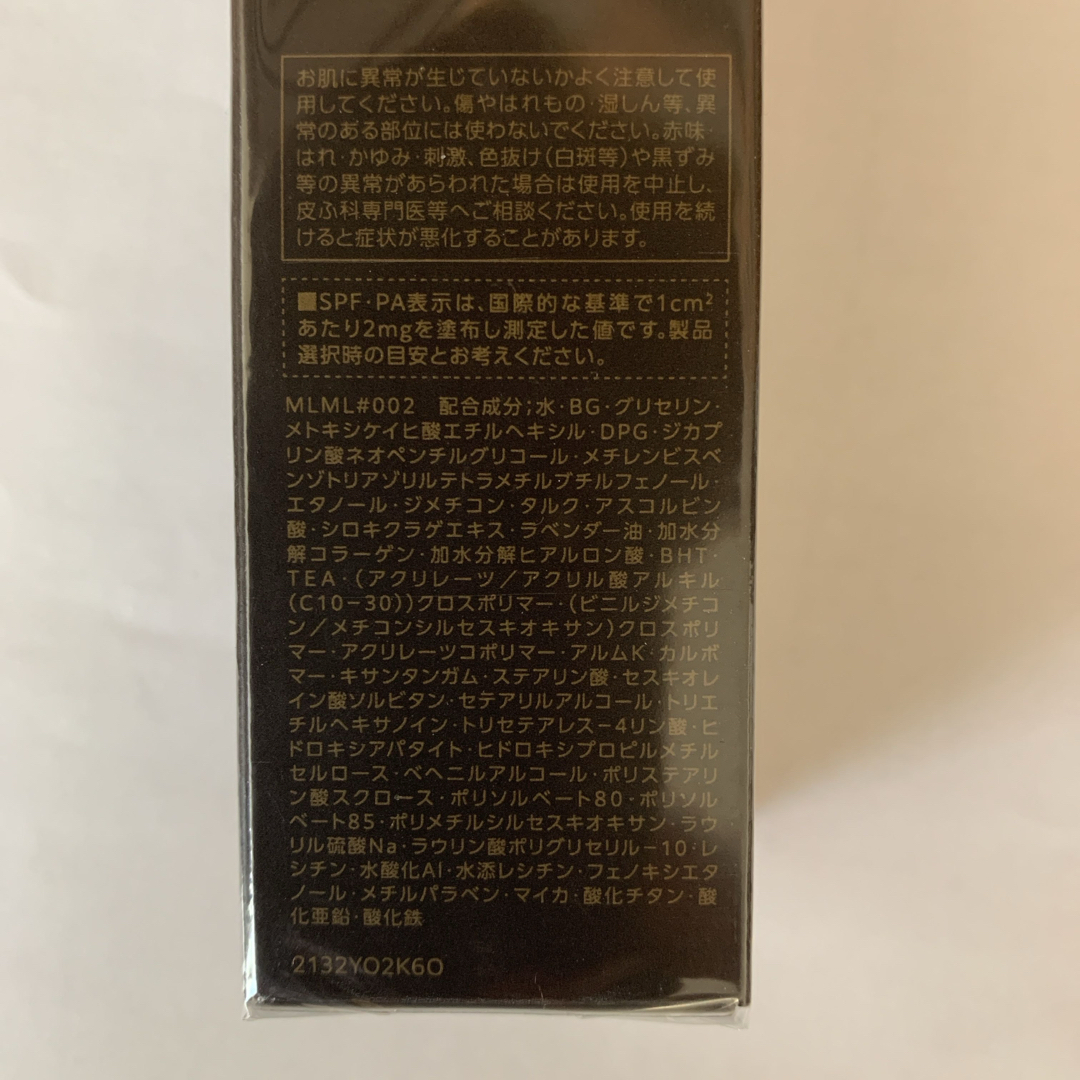 お肌に異常が生じていないかよく注意して使
用してください。傷やはれもの・湿しん等、異
常のある部位には使わないでください。赤味・
はれ・かゆみ・刺激、色抜け(白斑等)や黒ずみ
等の異常があらわれた場合は使用を中止し、
皮ふ科専門医等へご相談ください。使用を続
けると症状が悪化することがあります。
■SPF・PA表示は、国際的な基準で1cm²
あたり2mgを塗布し測定した値です。製品
選択時の目安とお考えください。
MLML#002　配合成分;水・BG・グリセリン・
メトキシケイヒ酸エチルヘキシル・DPG・ジカプ
リン酸ネオペンチルグリコール・メチレンビスベ
ンゾトリアゾリルテトラメチルブチルフェノール・
エタノール・ジメチコン・タルク・アスコルビン
酸・シロキクラゲエキス・ラベンダー油・加水分
解コラーゲン・加水分解ヒアルロン酸・BHT・
TEA・(アクリレーツ/アクリル酸アルキル
(C10-30))クロスポリマー・(ビニルジメチコ
ン/メチコンシルセスキオキサン)クロスポリ
マー・アクリレーツコポリマー・アルムK・カルボ
マー・キサンタンガム・ステアリン酸・セスキオレ
イン酸ソルビタン・セテアリルアルコール・トリエ
チルヘキサノイン・トリセテアレス-4リン酸・ヒ
ドロキシアパタイト・ヒドロキシプロピルメチル
セルロース・ベヘニルアルコール・ポリステアリ
ン酸スクロース・ポリソルベート80・ポリソル
ベート85・ポリメチルシルセスキオキサン・ラウ
リル硫酸Na・ラウリン酸ポリグリセリル-10・レ
シチン・水酸化Al・水添レシチン・フェノキシエタ
ノール・メチルパラベン・マイカ・酸化チタン・酸
化亜鉛・酸化鉄
2132YO2K6O